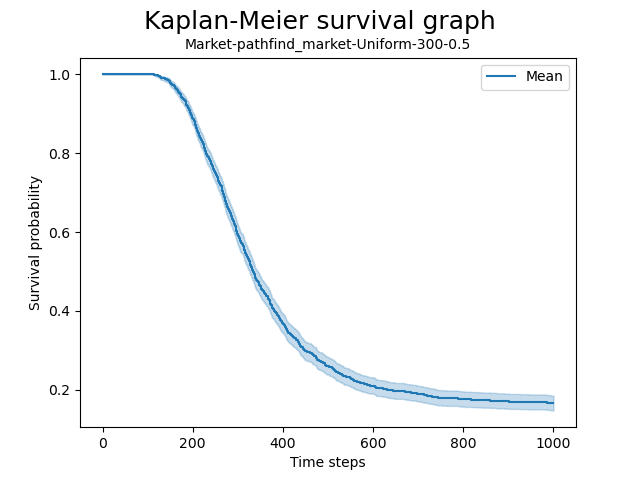 Kaplan-Meier survival graph
Market-pathfind_market-Uniform-300-0.5
Mean
1.0
0.8
0.6
0.4
0.2
Survival probability
0 200 400 600 800 1000
Time steps